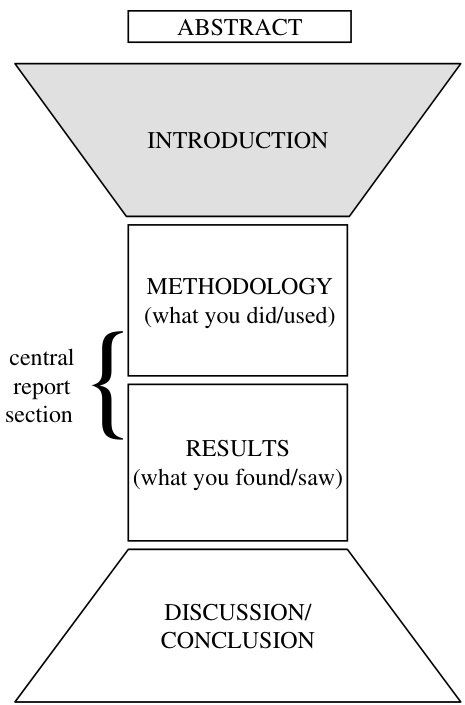 ABSTRACT
INTRODUCTION
METHODOLOGY
(what you did/used)
central
report
section
RESULTS
(what you found/saw)
DISCUSSION/
CONCLUSION